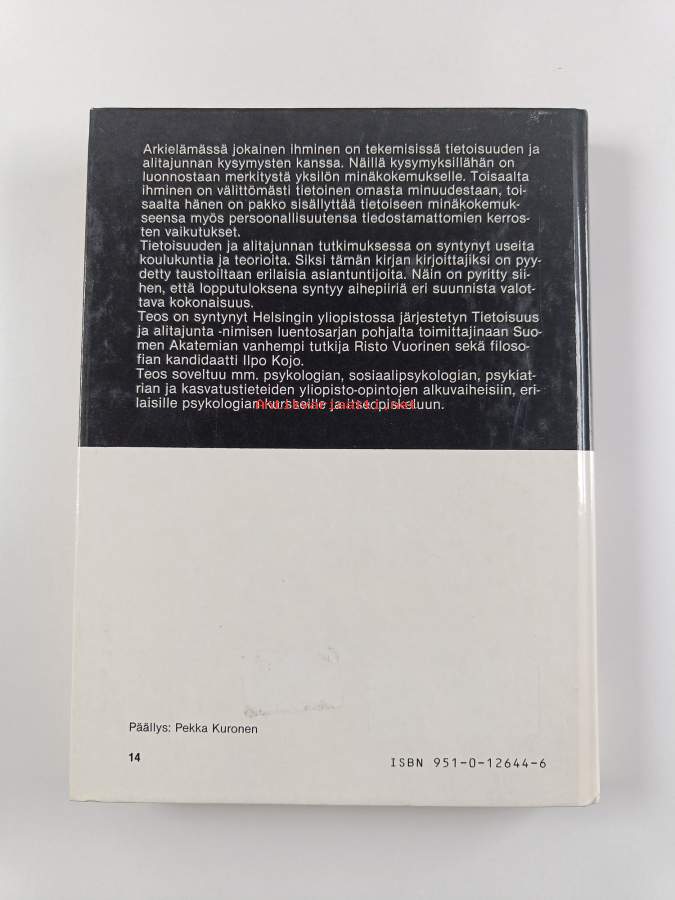 Arkielämässä jokainen ihminen on tekemisissä tietoisuuden ja
alitajunnan kysymysten kanssa. Näillä kysymyksillähän on
luonnostaan merkitystä yksilön minäkokemukselle. Toisaalta
ihminen on välittömästi tietoinen omasta minuudestaan, toi-
saalta hänen on pakko sisällyttää tietoiseen minäkokemuk-
seensa myös persoonallisuutensa tiedostamattomien kerros-
ten vaikutukset.
Tietoisuuden ja alitajunnan tutkimuksessa on syntynyt useita
koulukuntia ja teorioita. Siksi tämän kirjan kirjoittajiksi on pyy-
detty taustoiltaan erilaisia asiantuntijoita. Näin on pyritty sii-
hen, että lopputuloksena syntyy aihepiiriä eri suunnista valot-
tava kokonaisuus.
Teos on syntynyt Helsingin yliopistossa järjestetyn Tietoisuus
ja alitajunta -nimisen luentosarjan pohjalta toimittajinaan Suo-
men Akatemian vanhempi tutkija Risto Vuorinen sekä filoso-
fian kandidaatti Ilpo Kojo.
Teos soveltuu mm. psykologian, sosiaalipsykologian, psykiat-
rian ja kasvatustieteiden yliopisto-opintojen alkuvaiheisiin, eri-
laisille psykologian kursseille ja itseopiskeluun.
Antikvariaatti.net
Päällys: Pekka Kuronen
14
ISBN 951-0-12644-6